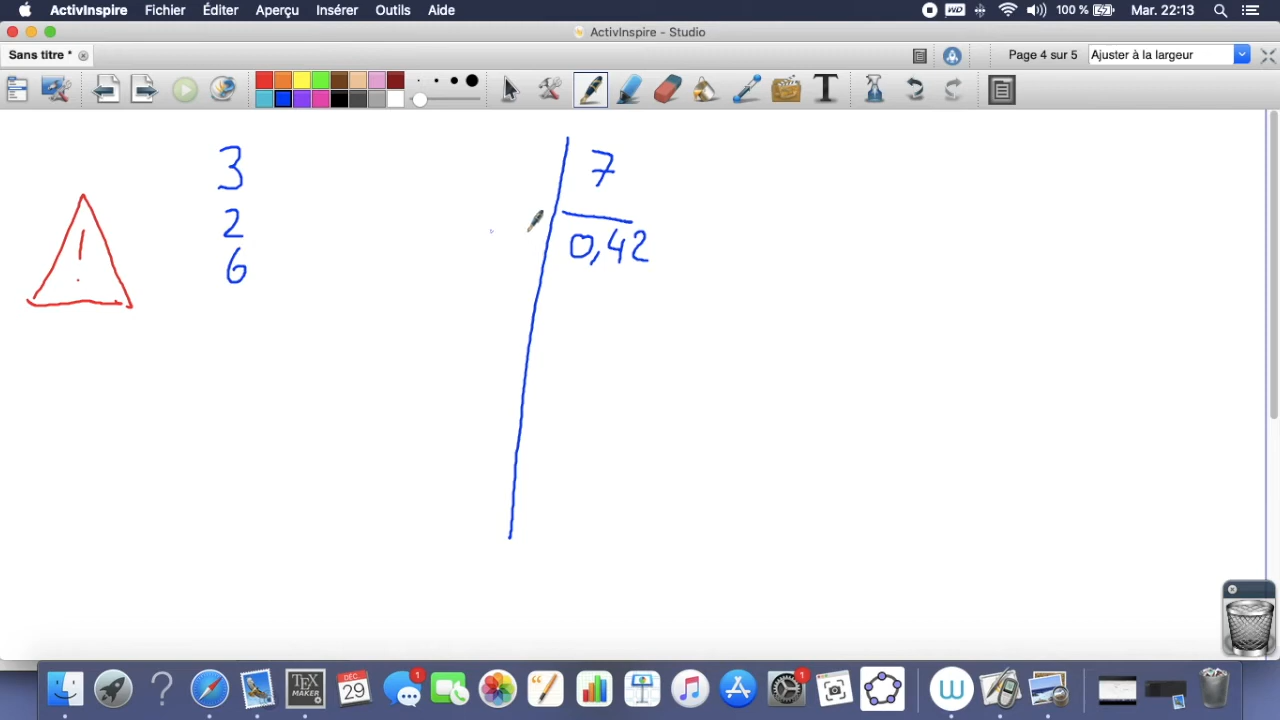 ActivInspire Fichier Éditer Aperçu Insérer Outils Aide 100 % Mar. 22:13
ActivInspire - Studio
Sans titre * Page 4 sur 5 Ajuster à la largeur
3 7
2 0,42
6
!